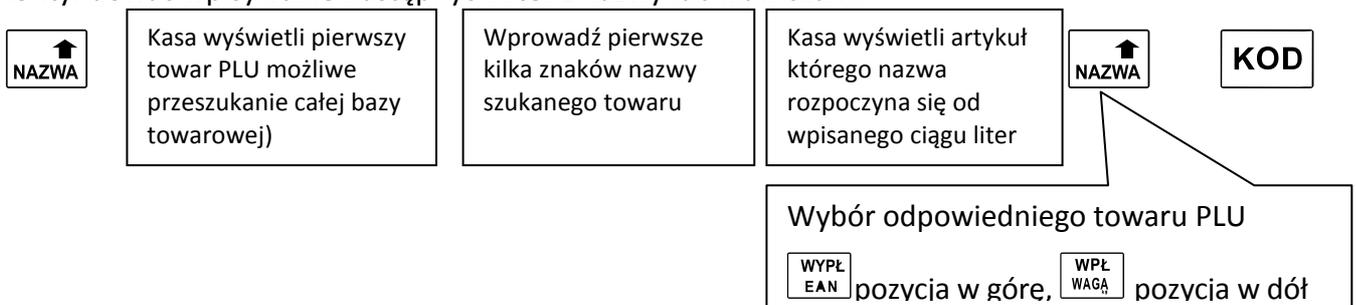 NAZWA
Kasa wyświetli pierwszy
towar PLU możliwe
przeszukanie całej bazy
towarowej)
Wprowadź pierwsze
kilka znaków nazwy
szukanego towaru
Kasa wyświetli artykuł
którego nazwa
rozpoczyna się od
wpisanego ciągu liter
NAZWA
KOD
Wybór odpowiedniego towaru PLU
WYPŁ
EAN
pozycja w górę,
WPŁ
WAGĄ
pozycja w dół